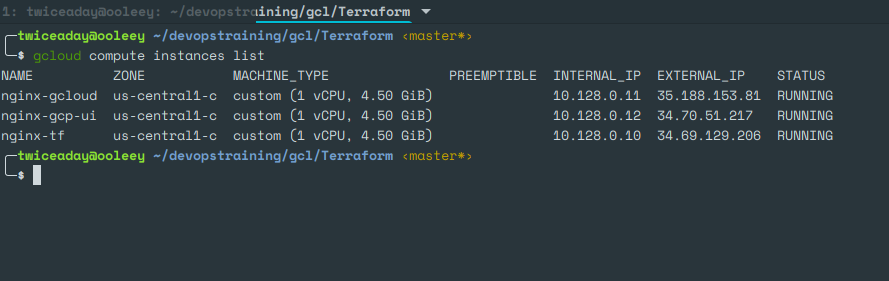 1: twiceaday@ooleey: ~/devopstraining/gcl/Terraform
twiceaday@ooleey ~/devopstraining/gcl/Terraform ‹master*›
$ gcloud compute instances list
NAME ZONE MACHINE_TYPE PREEMPTIBLE INTERNAL_IP EXTERNAL_IP STATUS
nginx-gcloud us-central1-c custom (1 vCPU, 4.50 GiB) 10.128.0.11 35.188.153.81 RUNNING
nginx-gcp-ui us-central1-c custom (1 vCPU, 4.50 GiB) 10.128.0.12 34.70.51.217 RUNNING
nginx-tf us-central1-c custom (1 vCPU, 4.50 GiB) 10.128.0.10 34.69.129.206 RUNNING
twiceaday@ooleey ~/devopstraining/gcl/Terraform ‹master*›
$